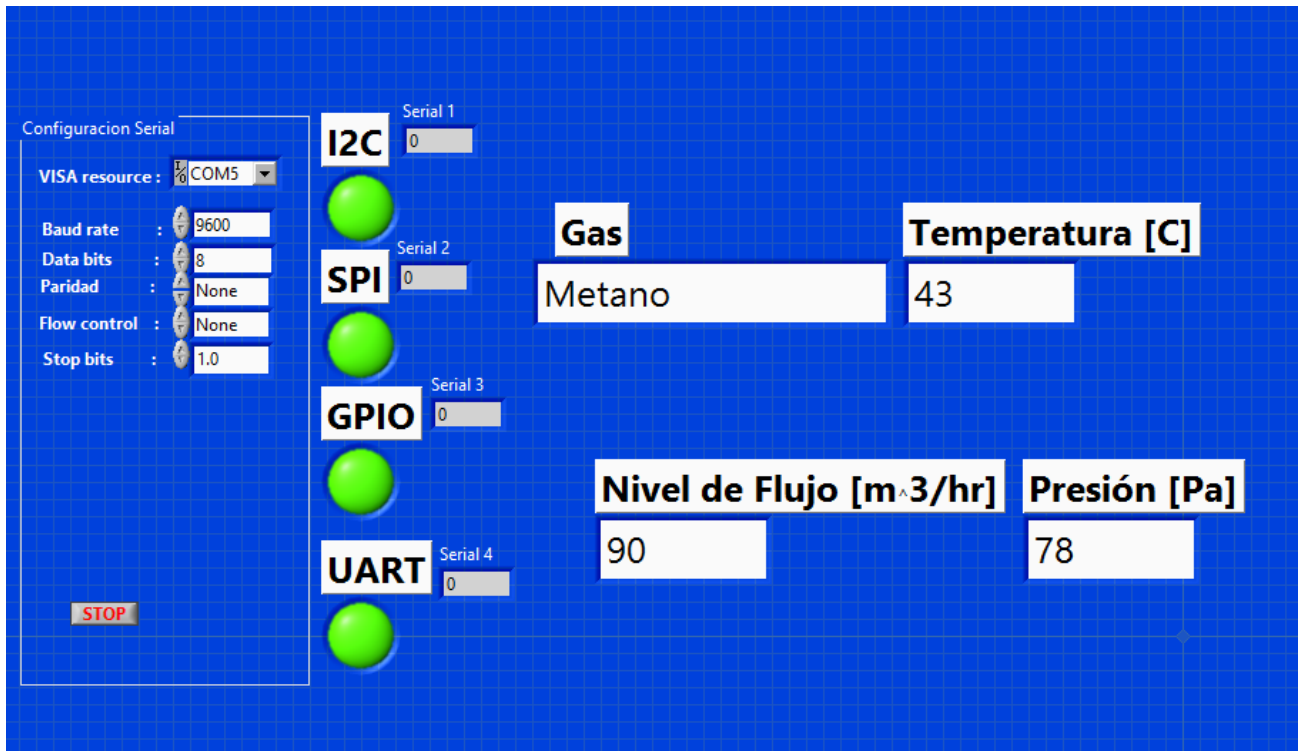 Configuracion Serial
VISA resource : I/O COM5
Baud rate : 9600
Data bits : 8
Paridad : None
Flow control : None
Stop bits : 1.0
STOP
Serial 1
I2C 0
Serial 2
SPI 0
Serial 3
GPIO 0
Serial 4
UART 0
Gas
Metano
Temperatura [C]
43
Nivel de Flujo [m^3/hr]
90
Presión [Pa]
78